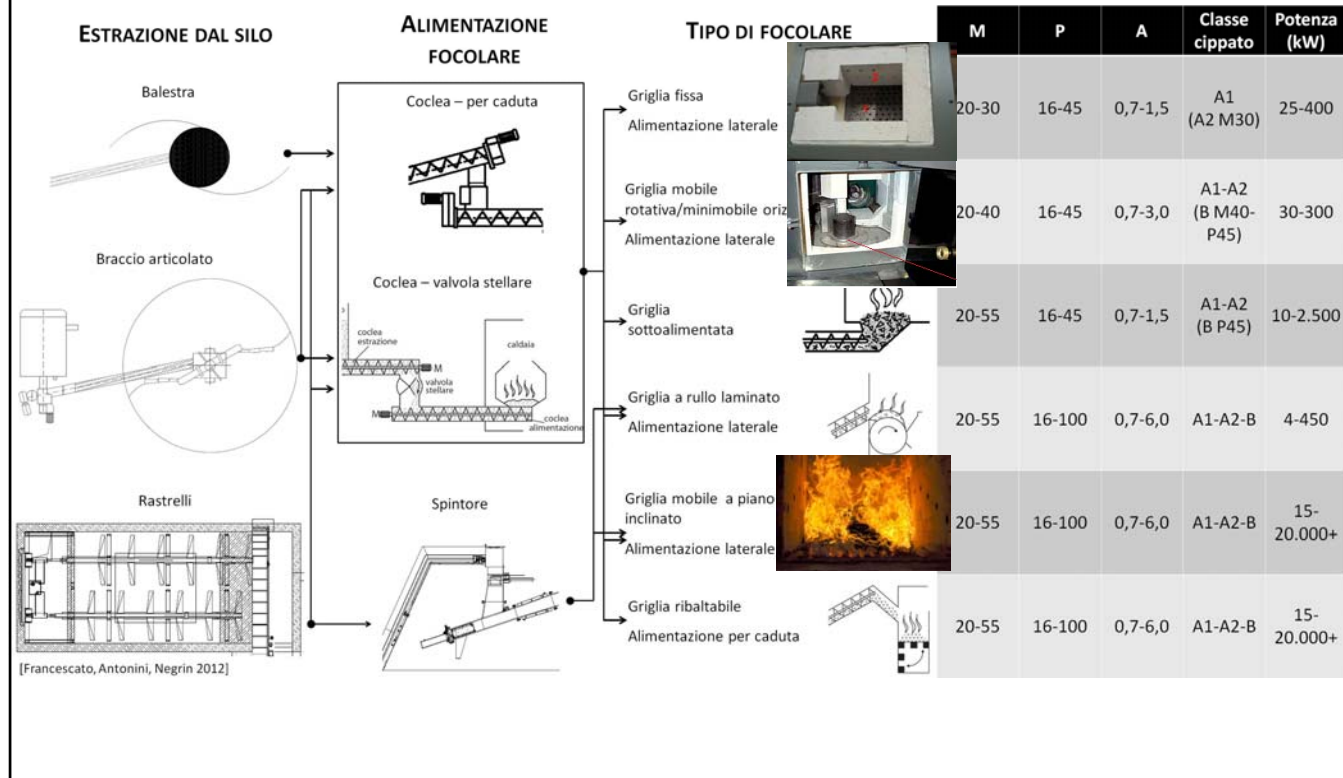 ESTRAZIONE DAL SILO
ALIMENTAZIONE
FOCOLARE
TIPO DI FOCOLARE
Balestra
Braccio articolato
Rastrelli
[Francescato, Antonini, Negrin 2012]
Coclea – per caduta
Coclea – valvola stellare
coclea
estrazione
M
valvola
stellare
caldaia
M
coclea
alimentazione
Spintore
Griglia fissa
Alimentazione laterale
Griglia mobile
rotativa/minimobile oriz
Alimentazione laterale
Griglia
sottoalimentata
Griglia a rullo laminato
Alimentazione laterale
Griglia mobile a piano
inclinato
Alimentazione laterale
Griglia ribaltabile
Alimentazione per caduta
M P A Classe cippato Potenza (kW)
20-30 16-45 0,7-1,5 A1 (A2 M30) 25-400
20-40 16-45 0,7-3,0 A1-A2 (B M40-P45) 30-300
20-55 16-45 0,7-1,5 A1-A2 (B P45) 10-2.500
20-55 16-100 0,7-6,0 A1-A2-B 4-450
20-55 16-100 0,7-6,0 A1-A2-B 15-20.000+
20-55 16-100 0,7-6,0 A1-A2-B 15-20.000+